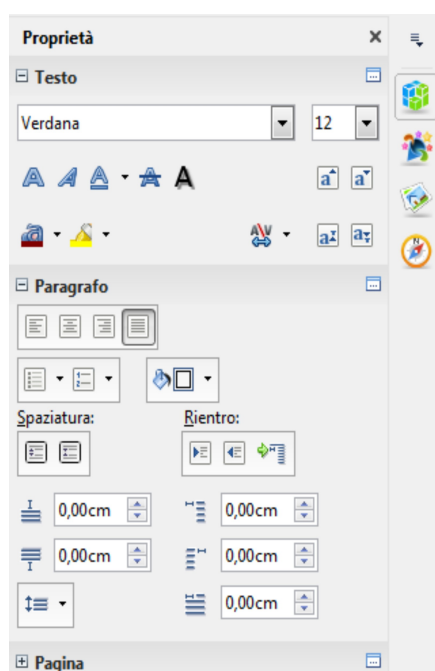 Proprietà
Testo
Verdana 12
Paragrafo
Spaziatura: Rientro:
0,00cm 0,00cm
0,00cm 0,00cm
0,00cm
Pagina